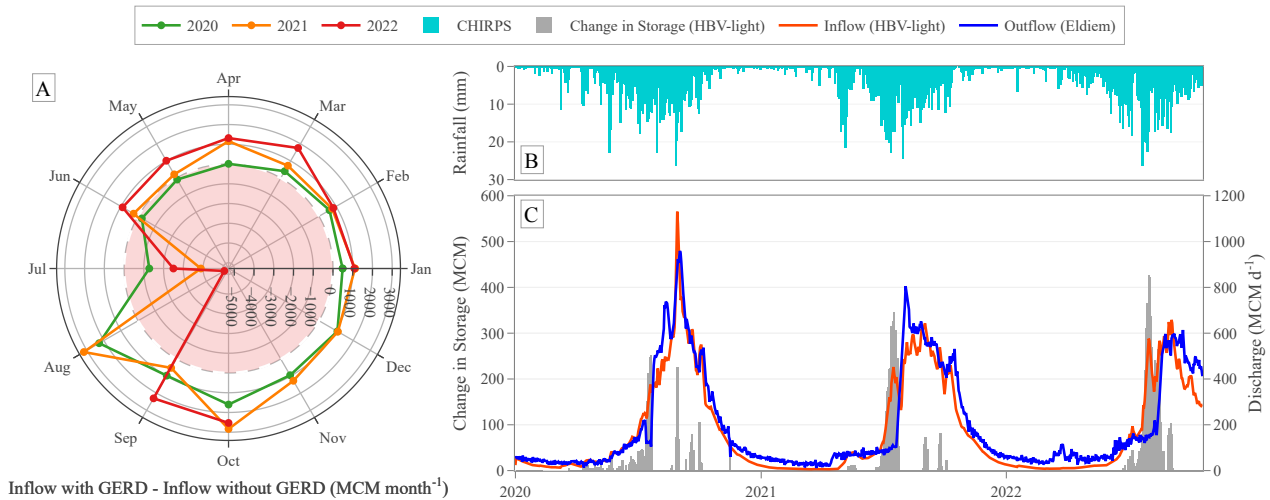 2020 2021 2022 CHIRPS Change in Storage (HBV-light) Inflow (HBV-light) Outflow (Eldiem)
A
Apr
May Mar
Jun Feb
Jul Jan
-5000 -4000 -3000 -2000 -1000 0 1000 2000 3000
Aug Dec
Sep Nov
Oct
Inflow with GERD - Inflow without GERD (MCM month⁻¹)
Rainfall (mm)
0
10
20
30
B
C
Change in Storage (MCM)
600
500
400
300
200
100
0
Discharge (MCM d⁻¹)
1200
1000
800
600
400
200
0
2020 2021 2022